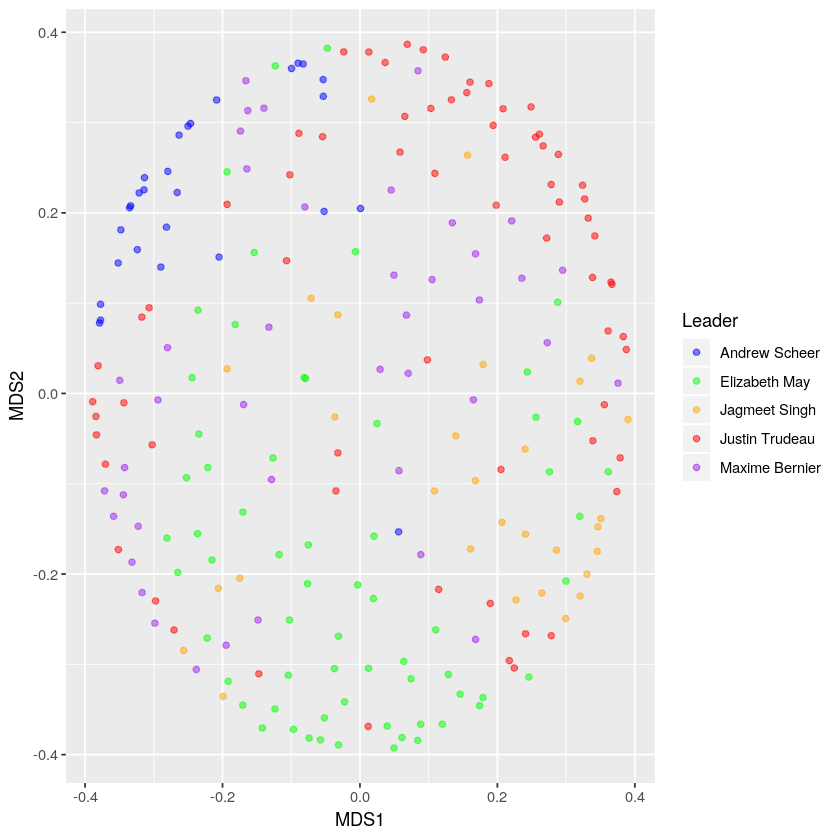 0.4
0.2
0.0
-0.2
-0.4
MDS2
-0.4
-0.2
0.0
0.2
0.4
MDS1
Leader
Andrew Scheer
Elizabeth May
Jagmeet Singh
Justin Trudeau
Maxime Bernier